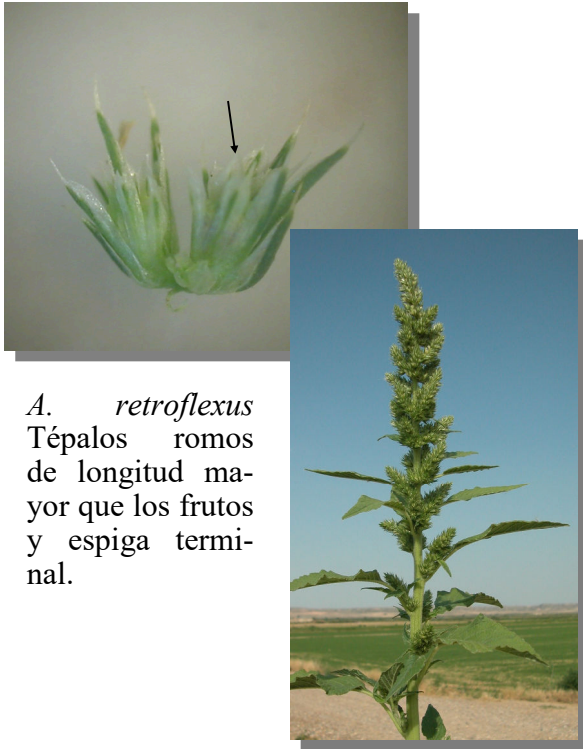 A. retroflexus
Tépalos romos
de longitud ma-
yor que los frutos
y espiga termi-
nal.